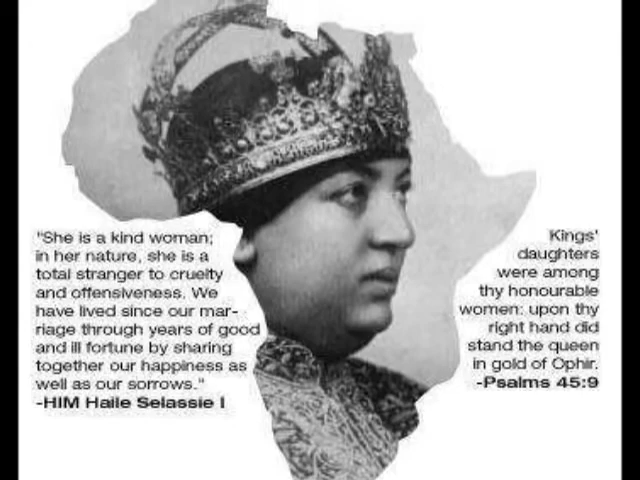 "She is a kind woman;
in her nature, she is a
total stranger to cruelty
and offensiveness. We
have lived since our mar-
riage through years of good
and ill fortune by sharing
together our happiness as
well as our sorrows."
-HIM Haile Selassie I
Kings'
daughters
were among
thy honourable
women: upon thy
right hand did
stand the queen
in gold of Ophir.
-Psalms 45:9